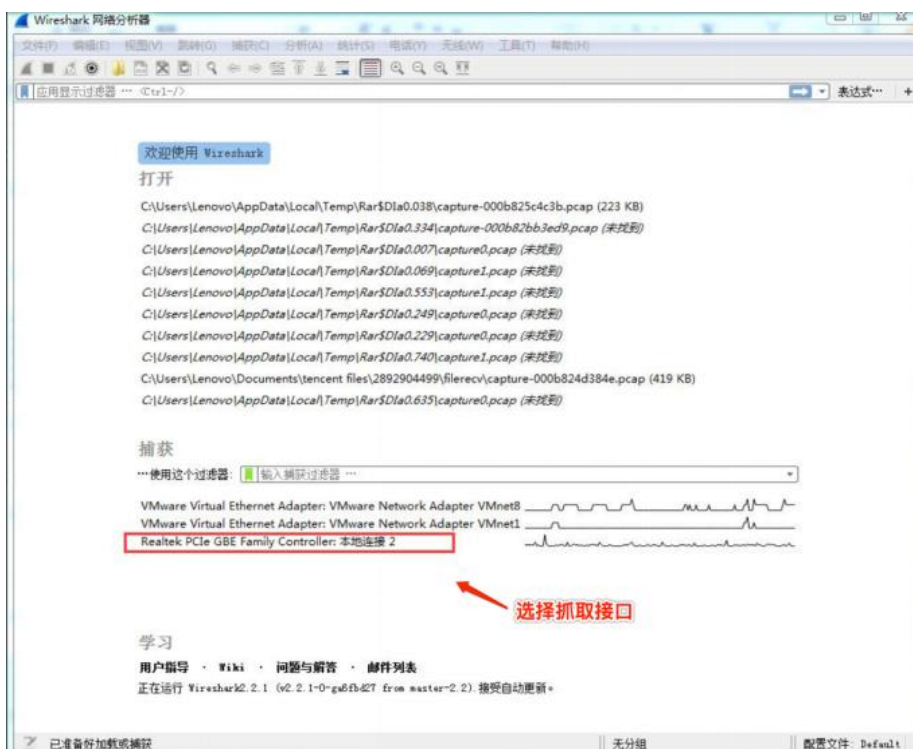 Wireshark 网络分析器
文件(F) 编辑(E) 视图(V) 跳转(G) 捕获(C) 分析(A) 统计(S) 电话(Y) 无线(W) 工具(T) 帮助(H)
应用显示过滤器 … <Ctrl-/> 表达式… +
欢迎使用 Wireshark
打开
C:\Users\Lenovo\AppData\Local\Temp\Rar$DIa0.038\capture-000b825c4c3b.pcap (223 KB)
C:\Users\Lenovo\AppData\Local\Temp\Rar$DIa0.334\capture-000b82bb3ed9.pcap (未找到)
C:\Users\Lenovo\AppData\Local\Temp\Rar$DIa0.007\capture0.pcap (未找到)
C:\Users\Lenovo\AppData\Local\Temp\Rar$DIa0.069\capture1.pcap (未找到)
C:\Users\Lenovo\AppData\Local\Temp\Rar$DIa0.553\capture1.pcap (未找到)
C:\Users\Lenovo\AppData\Local\Temp\Rar$DIa0.249\capture0.pcap (未找到)
C:\Users\Lenovo\AppData\Local\Temp\Rar$DIa0.229\capture0.pcap (未找到)
C:\Users\Lenovo\AppData\Local\Temp\Rar$DIa0.740\capture1.pcap (未找到)
C:\Users\Lenovo\Documents\tencent files\2892904499\filerecv\capture-000b824d384e.pcap (419 KB)
C:\Users\Lenovo\AppData\Local\Temp\Rar$DIa0.635\capture0.pcap (未找到)
捕获
…使用这个过滤器: 输入捕获过滤器 …
VMware Virtual Ethernet Adapter: VMware Network Adapter VMnet8
VMware Virtual Ethernet Adapter: VMware Network Adapter VMnet1
Realtek PCIe GBE Family Controller: 本地连接 2
选择抓取接口
学习
用户指导 · Wiki · 问题与解答 · 邮件列表
正在运行 Wireshark2.2.1 (v2.2.1-0-ga6fbd27 from master-2.2).接受自动更新。
已准备好加载或捕获 无分组 配置文件: Default